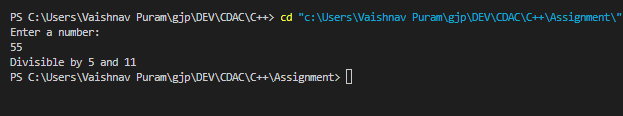 PS C:\Users\Vaishnav Puram\gjp\DEV\CDAC\C++> cd "c:\Users\Vaishnav Puram\gjp\DEV\CDAC\C++\Assignment\"
Enter a number:
55
Divisible by 5 and 11
PS C:\Users\Vaishnav Puram\gjp\DEV\CDAC\C++\Assignment>